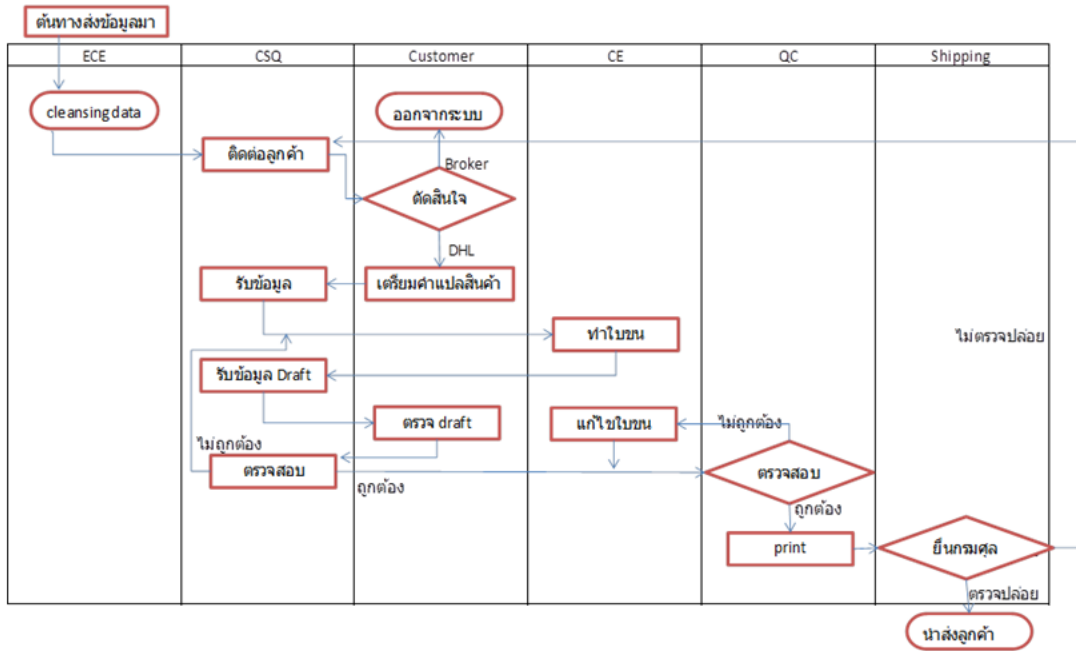 ต้นทางส่งข้อมูลมา
ECE
CSQ
Customer
CE
QC
Shipping
cleansing data
ออกจากระบบ
ติดต่อลูกค้า
Broker
ตัดสินใจ
DHL
รับข้อมูล
เตรียมคำแปลสินค้า
ทำใบขน
ไม่ตรวจปล่อย
รับข้อมูล Draft
ตรวจ draft
แก้ไขใบขน
ไม่ถูกต้อง
ไม่ถูกต้อง
ตรวจสอบ
ตรวจสอบ
ถูกต้อง
ถูกต้อง
print
ยื่นกรมศุล
ตรวจปล่อย
นำส่งลูกค้า